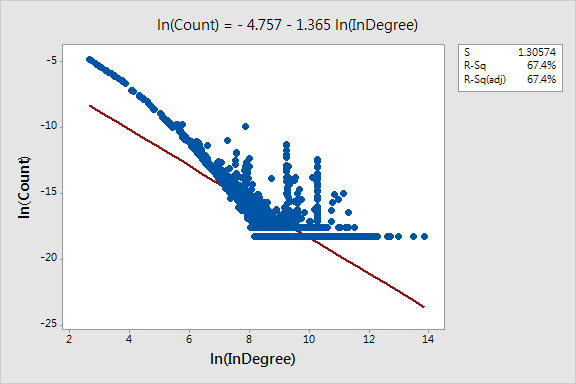 ln(Count) = - 4.757 - 1.365 ln(InDegree)
S 1.30574
R-Sq 67.4%
R-Sq(adj) 67.4%
-5
-10
-15
-20
-25
ln(Count)
2 4 6 8 10 12 14
ln(InDegree)